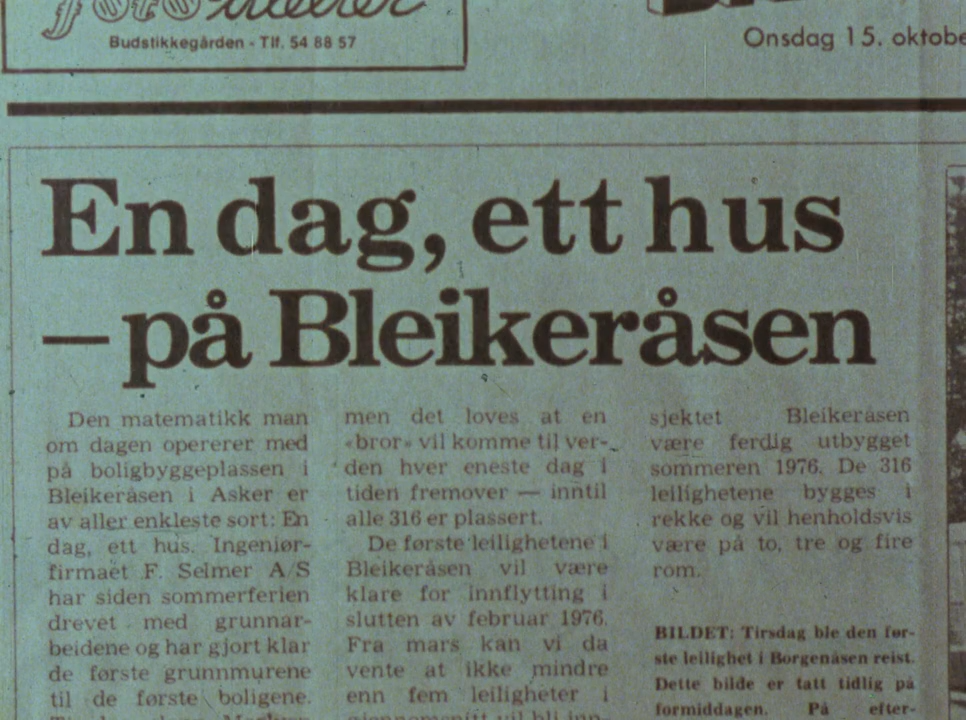 Budstikkegården - Tlf. 54 88 57
Onsdag 15. oktobe
En dag, ett hus
– på Bleikeråsen
Den matematikk man
om dagen opererer med
på boligbyggeplassen i
Bleikeråsen i Asker er
av aller enkleste sort: En
dag, ett hus. Ingeniør-
firmaet F. Selmer A/S
har siden sommerferien
drevet med grunnar-
beidene og har gjort klar
de første grunnmurene
til de første boligene.
men det loves at en
«bror» vil komme til ver-
den hver eneste dag i
tiden fremover — inntil
alle 316 er plassert.
De første leilighetene i
Bleikeråsen vil være
klare for innflytting i
slutten av februar 1976.
Fra mars kan vi da
vente at ikke mindre
enn fem leiligheter i
gjennomsnitt vil bli inn-
sjektet Bleikeråsen
være ferdig utbygget
sommeren 1976. De 316
leilighetene bygges i
rekke og vil henholdsvis
være på to, tre og fire
rom.
BILDET: Tirsdag ble den før-
ste leilighet i Borgenåsen reist.
Dette bilde er tatt tidlig på
formiddagen. På efter-